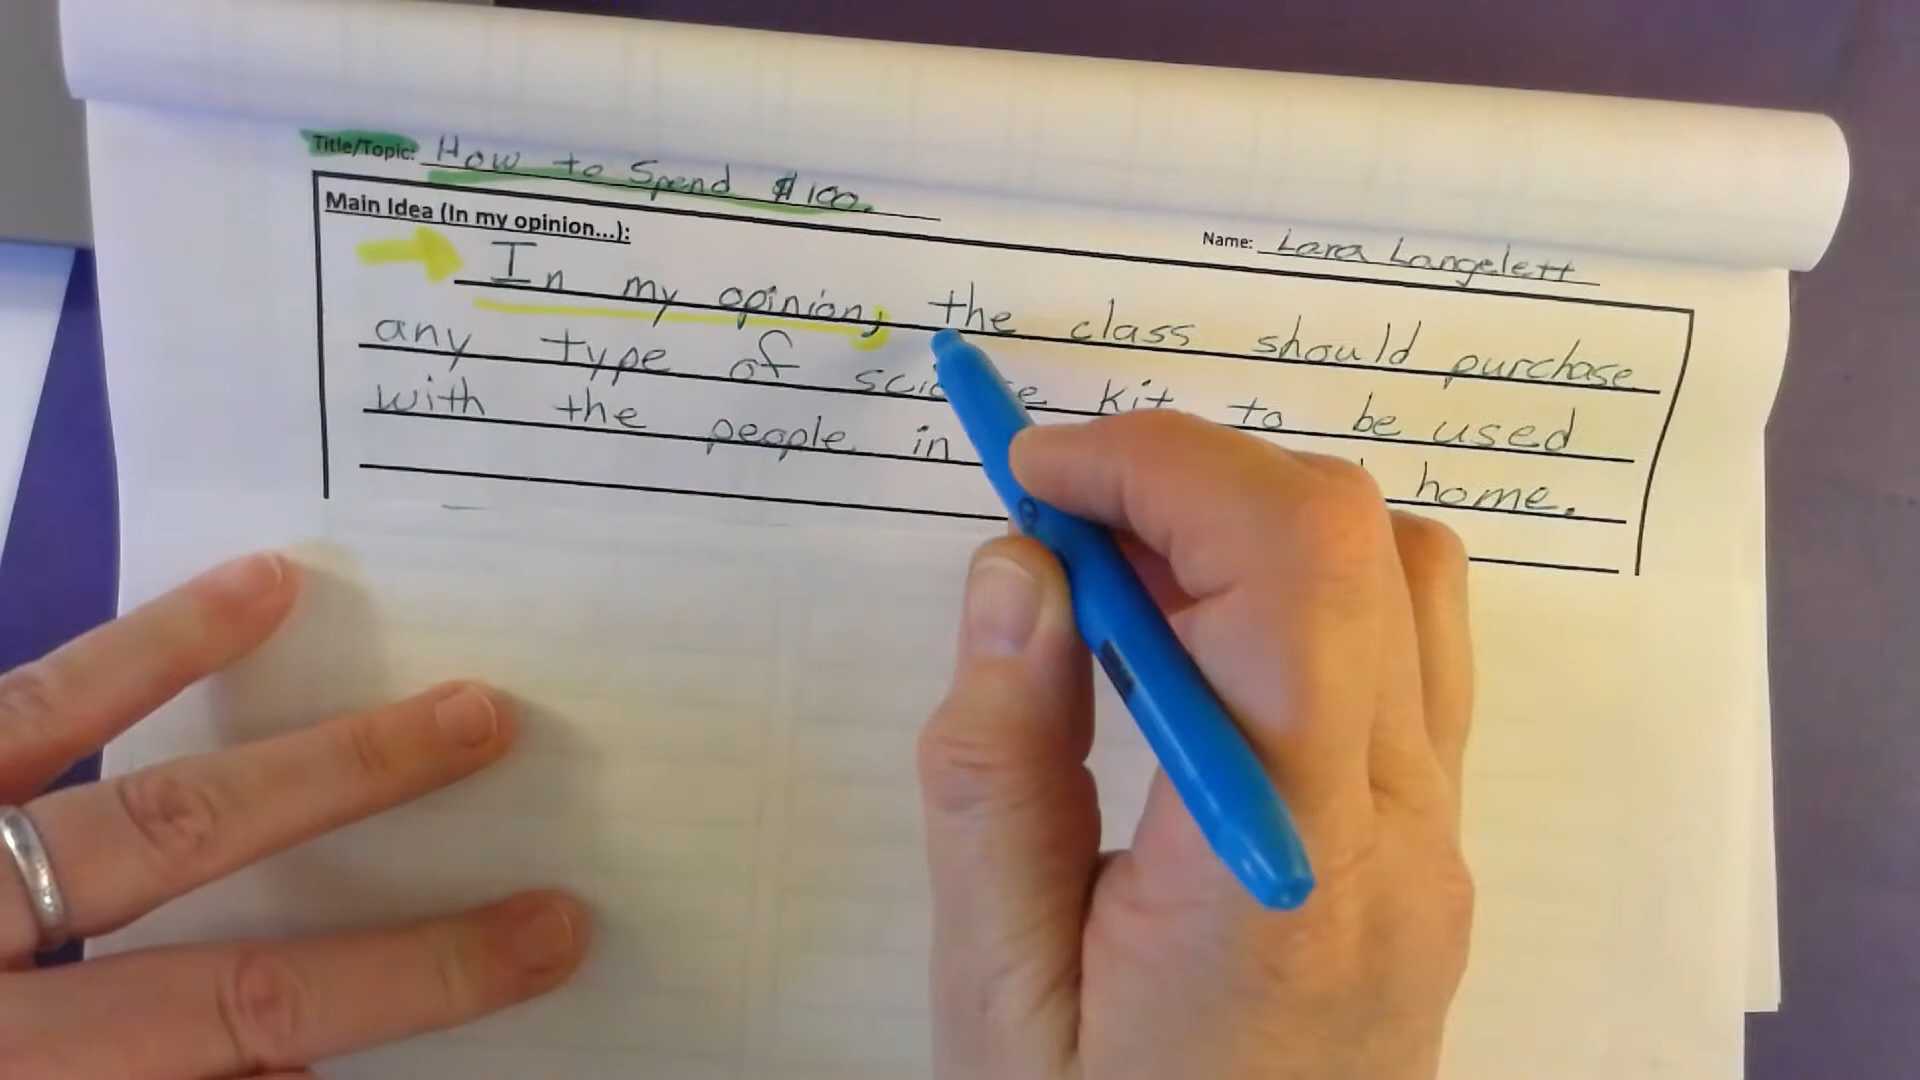 Title/Topic: How to Spend $100.
Name: Lara Langelett
Main Idea (In my opinion...):
In my opinion, the class should purchase
any type of kit to be used
with the people in home.